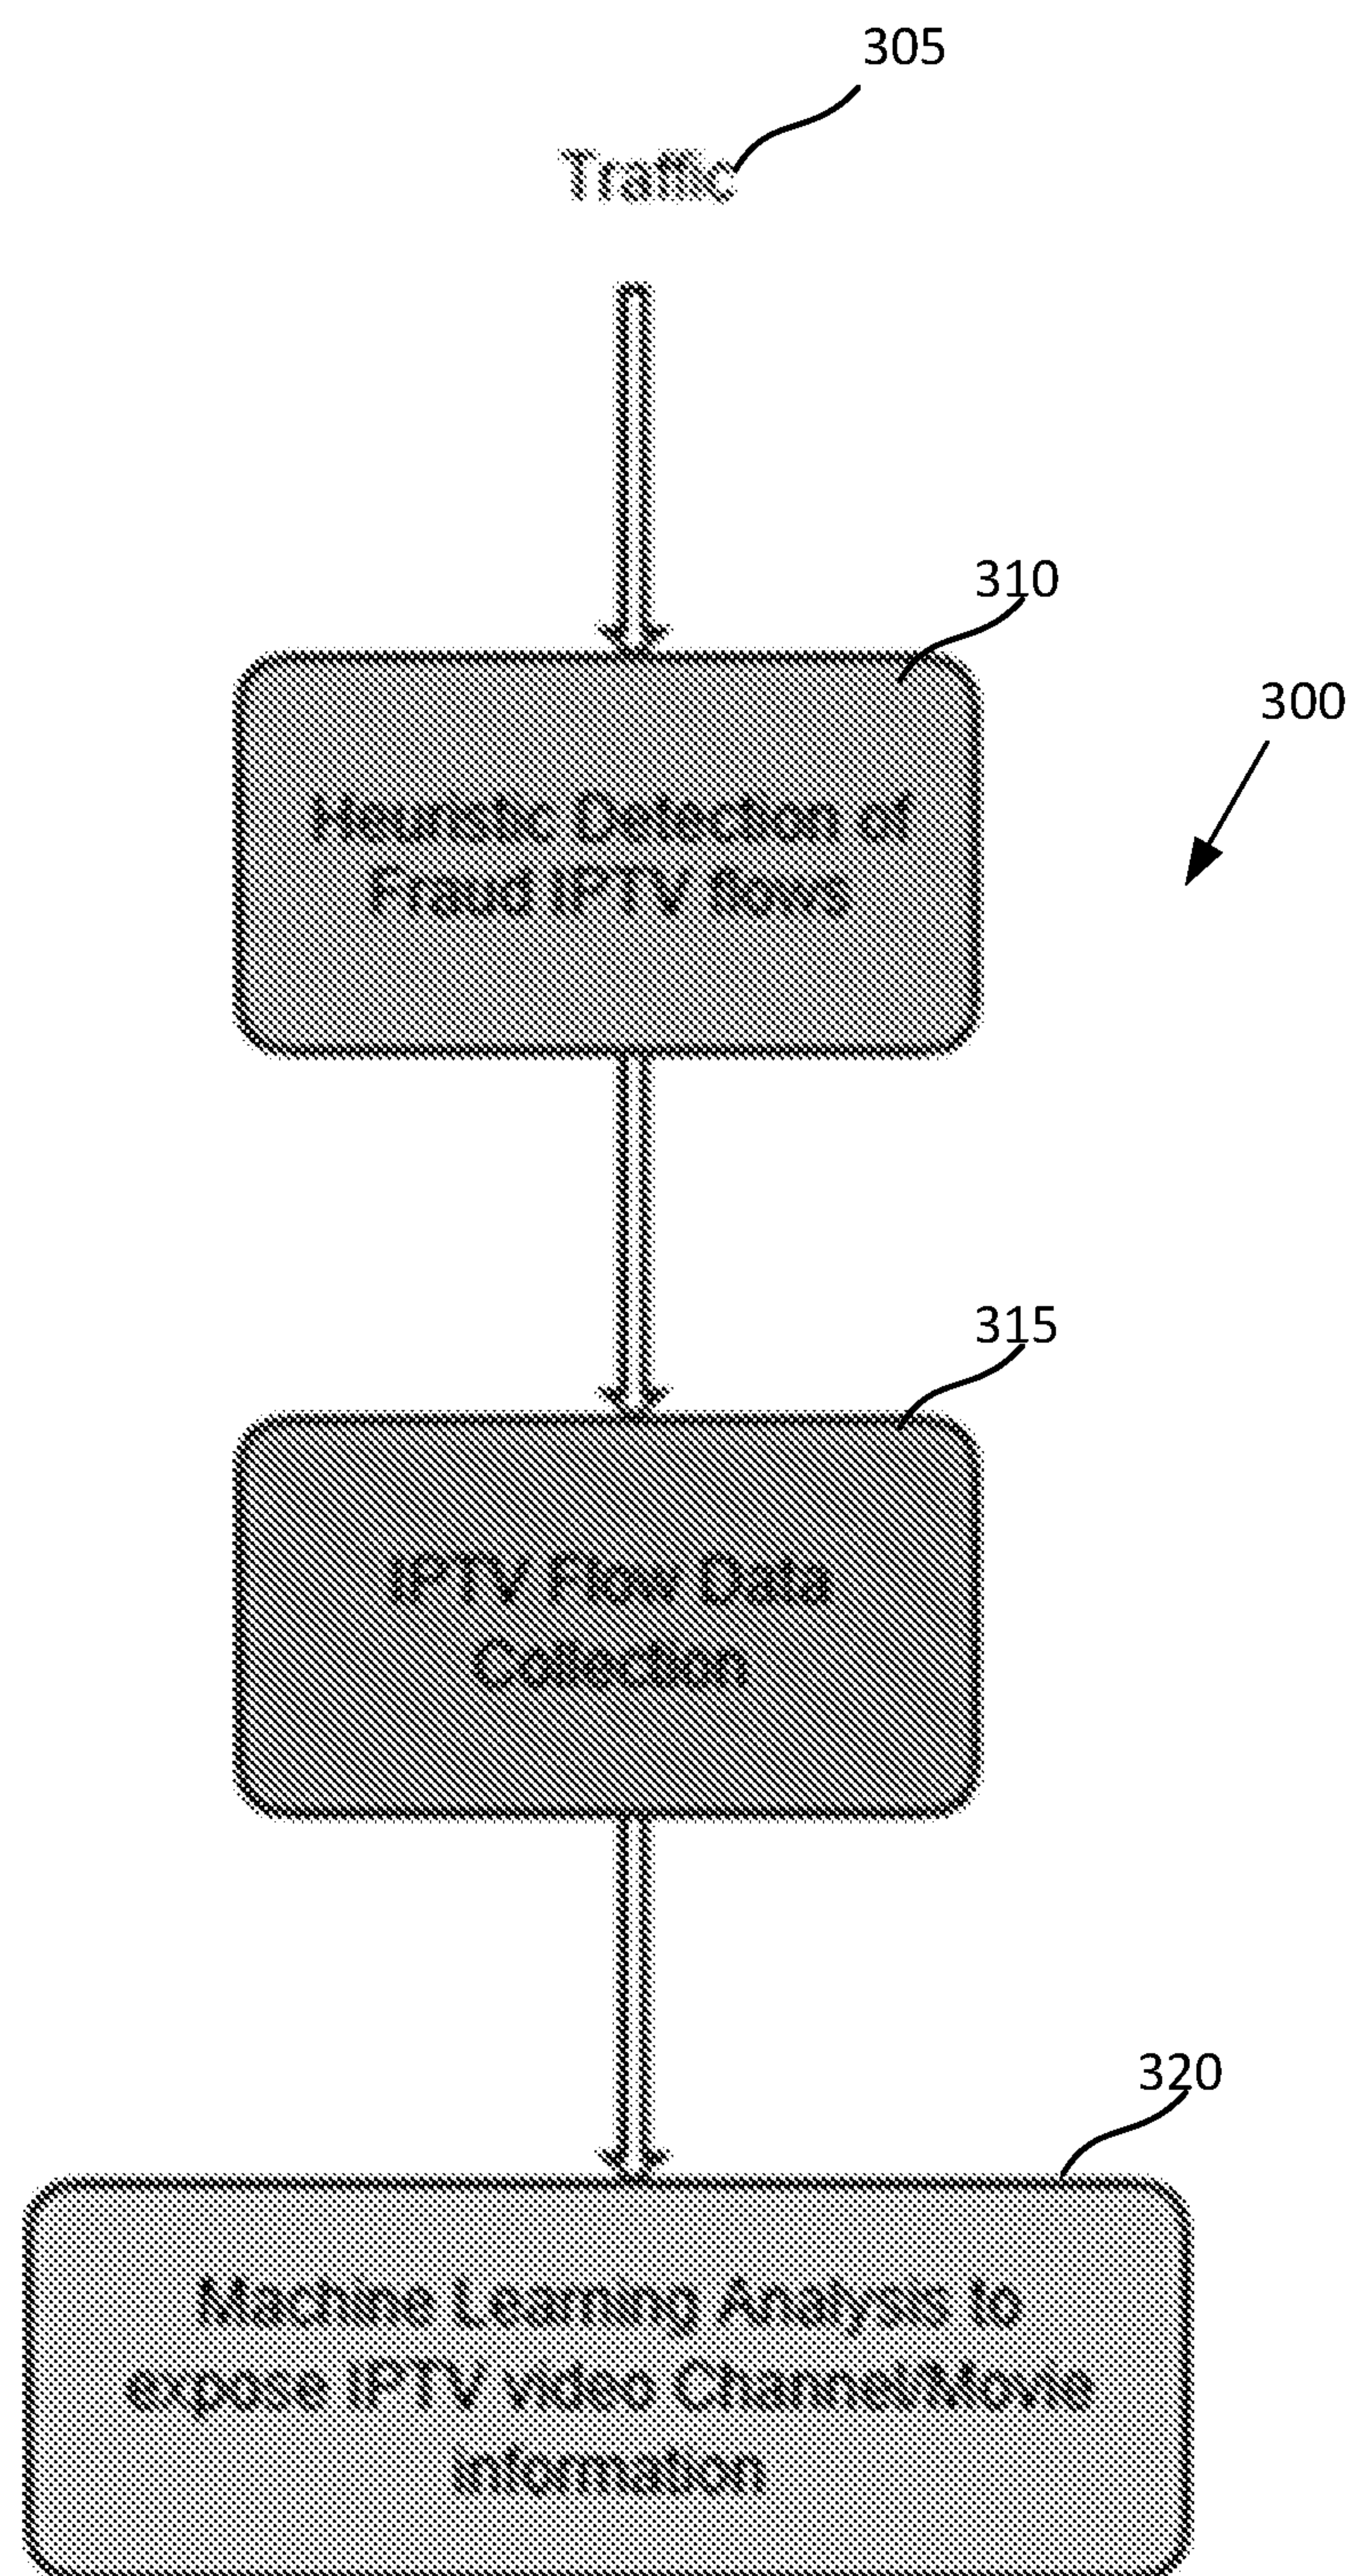 305
Traffic
310
300
Heuristic Detection of
Fraud IPTV flows
315
IPTV Flow Data
Collection
320
Machine Learning Analysis to
expose IPTV video Channel/Movie
information